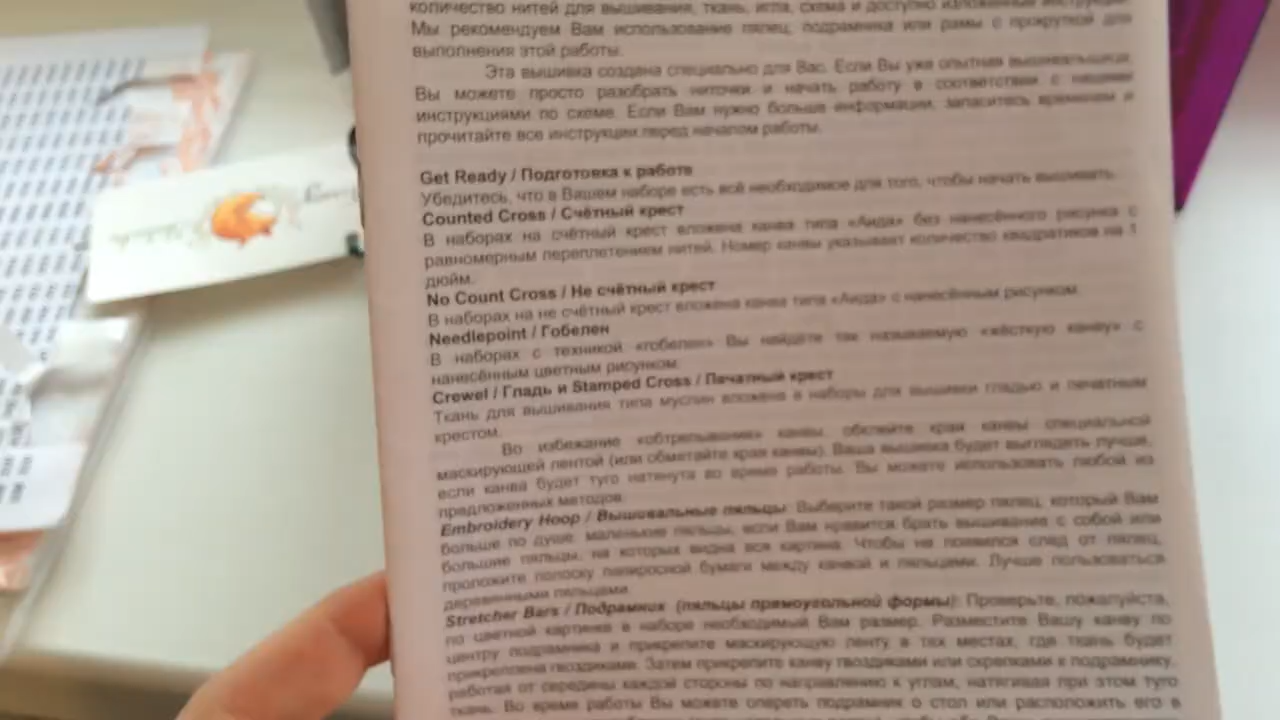 количество нитей для вышивания, ткань, игла, схема и доступно изложенные инструкции.
Мы рекомендуем Вам использование пялец, подрамника или рамы с прокруткой для
выполнения этой работы.
Эта вышивка создана специально для Вас. Если Вы уже опытная вышивальщица,
Вы можете просто разобрать ниточки и начать работу в соответствии с нашими
инструкциями по схеме. Если Вам нужно больше информации, запаситесь временем и
прочитайте все инструкции перед началом работы.
Get Ready / Подготовка к работе
Убедитесь, что в Вашем наборе есть всё необходимое для того, чтобы начать вышивать.
Counted Cross / Счётный крест
В наборах на счётный крест вложена канва типа «Аида» без нанесённого рисунка с
равномерным переплетением нитей. Номер канвы указывает количество квадратиков на 1
дюйм.
No Count Cross / Не счётный крест
В наборах на не счётный крест вложена канва типа «Аида» с нанесённым рисунком.
Needlepoint / Гобелен
В наборах с техникой «гобелен» Вы найдете так называемую «жёсткую канву» с
нанесённым цветным рисунком.
Crewel / Гладь и Stamped Cross / Печатный крест
Ткань для вышивания типа муслин вложена в наборы для вышивки гладью и печатным
крестом.
Во избежание «обтрепывания» канвы, обклейте края канвы специальной
маскирующей лентой (или обметайте края канвы). Ваша вышивка будет выглядеть лучше,
если канва будет туго натянута во время работы. Вы можете использовать любой из
предложенных методов:
Embroidery Hoop / Вышивальные пяльцы: Выберите такой размер пялец, который Вам
больше по душе: маленькие пяльцы, если Вам нравится брать вышивание с собой или
большие пяльцы, на которых видна вся картина. Чтобы не появился след от пялец,
проложите полоску папиросной бумаги между канвой и пяльцами. Лучше пользоваться
деревянными пяльцами.
Stretcher Bars / Подрамник (пяльцы прямоугольной формы): Проверьте, пожалуйста,
по цветной картинке в наборе необходимый Вам размер. Разместите Вашу канву по
центру подрамника и прикрепите маскирующую ленту в тех местах, где ткань будет
прикреплена гвоздиками. Затем прикрепите канву гвоздиками или скрепками к подрамнику,
работая от середины каждой стороны по направлению к углам, натягивая при этом туго
ткань. Во время работы Вы можете опереть подрамник о стол или расположить его в